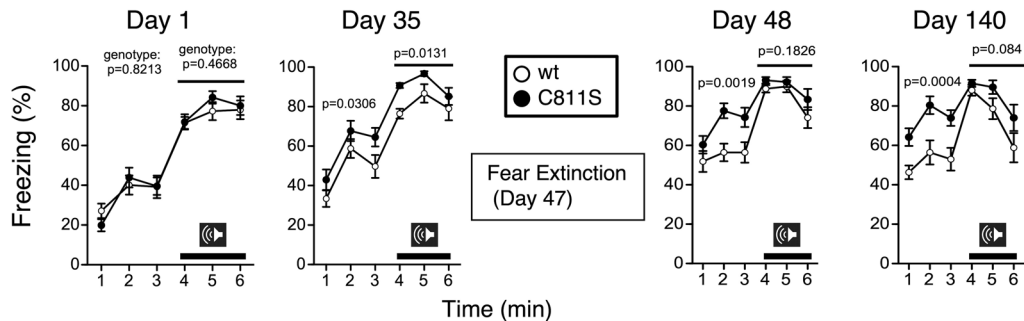 Day 1
Day 35
Day 48
Day 140
genotype:
p=0.8213
genotype:
p=0.4668
p=0.0131
p=0.1826
p=0.084
p=0.0306
p=0.0019
p=0.0004
wt
C811S
Fear Extinction
(Day 47)
Freezing (%)
100
80
60
40
20
0
1 2 3 4 5 6
100
80
60
40
20
0
1 2 3 4 5 6
100
80
60
40
20
0
1 2 3 4 5 6
100
80
60
40
20
0
1 2 3 4 5 6
Time (min)